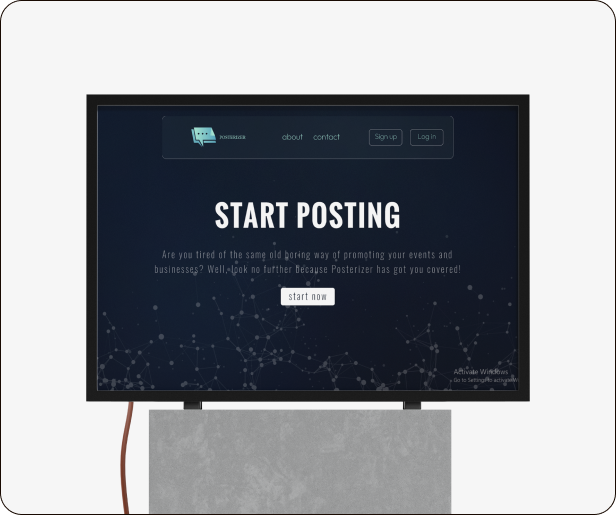 POSTERIZER
about contact Sign up Log in
START POSTING
Are you tired of the same old boring way of promoting your events and
businesses? Well, look no further because Posterizer has got you covered!
start now
Activate Windows
Go to Settings to activate W